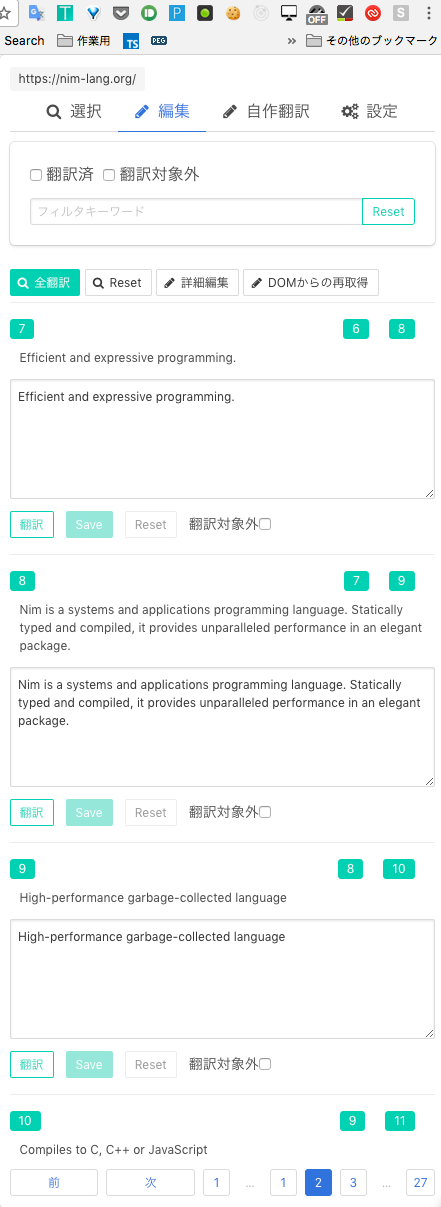 OFF
S
Search 作業用 TS PEG » その他のブックマーク
https://nim-lang.org/
選択 編集 自作翻訳 設定
翻訳済 翻訳対象外
フィルタキーワード Reset
全翻訳 Reset 詳細編集 DOMからの再取得
7 6 8
Efficient and expressive programming.
Efficient and expressive programming.
翻訳 Save Reset 翻訳対象外
8 7 9
Nim is a systems and applications programming language. Statically
typed and compiled, it provides unparalleled performance in an elegant
package.
Nim is a systems and applications programming language. Statically
typed and compiled, it provides unparalleled performance in an elegant
package.
翻訳 Save Reset 翻訳対象外
9 8 10
High-performance garbage-collected language
High-performance garbage-collected language
翻訳 Save Reset 翻訳対象外
10 9 11
Compiles to C, C++ or JavaScript
前 次 1 ... 1 2 3 ... 27